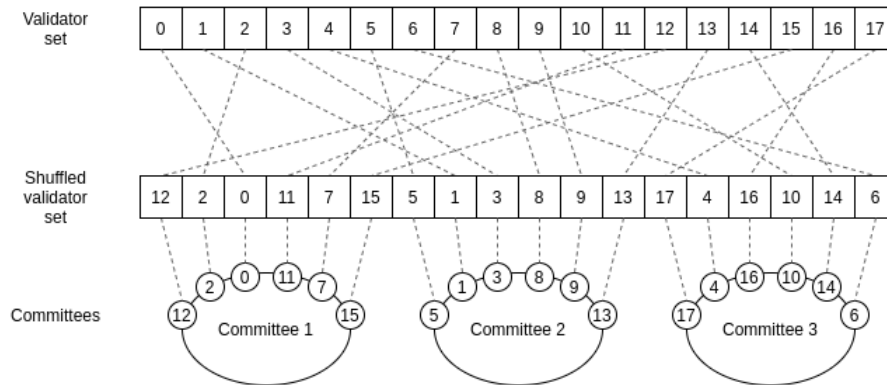 Validator
set
0 1 2 3 4 5 6 7 8 9 10 11 12 13 14 15 16 17
Shuffled
validator
set
12 2 0 11 7 15 5 1 3 8 9 13 17 4 16 10 14 6
Committees
12 2 0 11 7 15
Committee 1
5 1 3 8 9 13
Committee 2
17 4 16 10 14 6
Committee 3